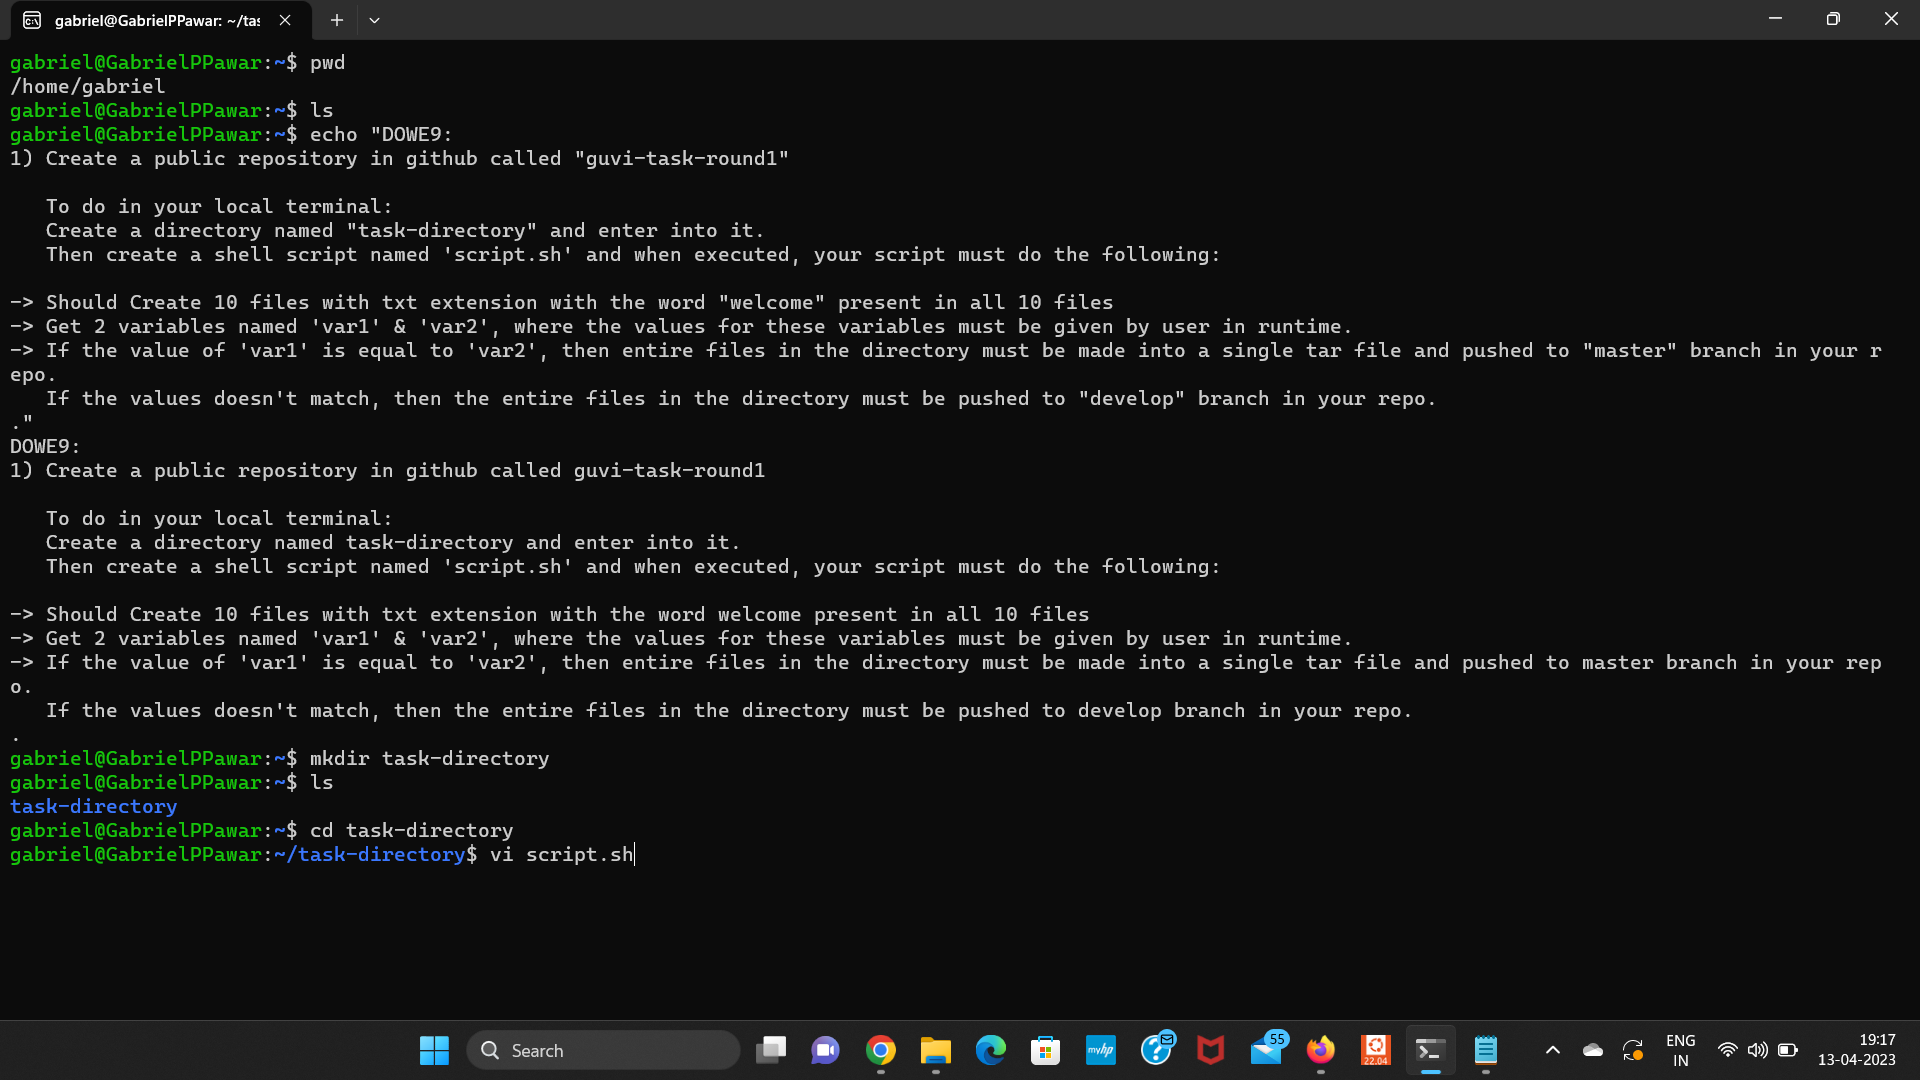 gabriel@GabrielPPawar: ~/tas
gabriel@GabrielPPawar:~$ pwd
/home/gabriel
gabriel@GabrielPPawar:~$ ls
gabriel@GabrielPPawar:~$ echo "DOWE9:
1) Create a public repository in github called "guvi-task-round1"
To do in your local terminal:
Create a directory named "task-directory" and enter into it.
Then create a shell script named 'script.sh' and when executed, your script must do the following:
-> Should Create 10 files with txt extension with the word "welcome" present in all 10 files
-> Get 2 variables named 'var1' & 'var2', where the values for these variables must be given by user in runtime.
-> If the value of 'var1' is equal to 'var2', then entire files in the directory must be made into a single tar file and pushed to "master" branch in your r
epo.
If the values doesn't match, then the entire files in the directory must be pushed to "develop" branch in your repo.
."
DOWE9:
1) Create a public repository in github called guvi-task-round1
To do in your local terminal:
Create a directory named task-directory and enter into it.
Then create a shell script named 'script.sh' and when executed, your script must do the following:
-> Should Create 10 files with txt extension with the word welcome present in all 10 files
-> Get 2 variables named 'var1' & 'var2', where the values for these variables must be given by user in runtime.
-> If the value of 'var1' is equal to 'var2', then entire files in the directory must be made into a single tar file and pushed to master branch in your rep
o.
If the values doesn't match, then the entire files in the directory must be pushed to develop branch in your repo.
.
gabriel@GabrielPPawar:~$ mkdir task-directory
gabriel@GabrielPPawar:~$ ls
task-directory
gabriel@GabrielPPawar:~$ cd task-directory
gabriel@GabrielPPawar:~/task-directory$ vi script.sh
Search
myhp
55
22.04
ENG
IN
19:17
13-04-2023